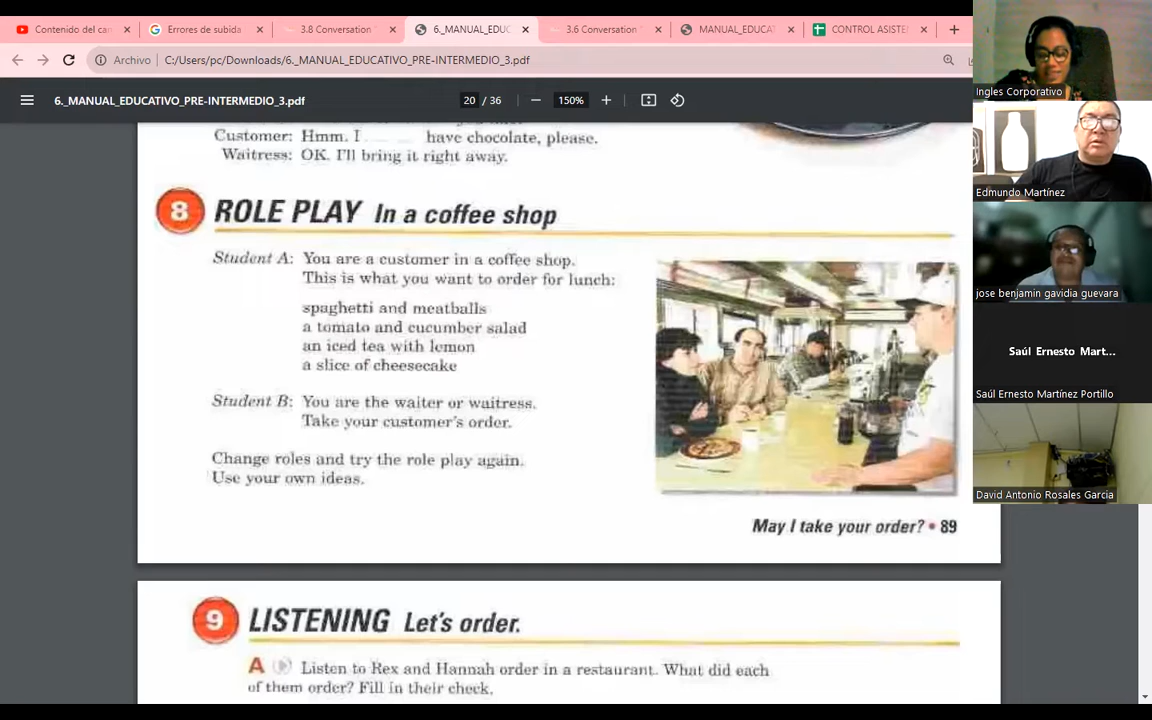 Contenido del can
Errores de subida
3.8 Conversation
6._MANUAL_EDUC
3.6 Conversation
MANUAL_EDUCATI
CONTROL ASISTE
Archivo
C:/Users/pc/Downloads/6._MANUAL_EDUCATIVO_PRE-INTERMEDIO_3.pdf
6._MANUAL_EDUCATIVO_PRE-INTERMEDIO_3.pdf
20 / 36
150%
Customer: Hmm. I have chocolate, please.
Waitress: OK. I'll bring it right away.
8 ROLE PLAY In a coffee shop
Student A: You are a customer in a coffee shop.
This is what you want to order for lunch:
spaghetti and meatballs
a tomato and cucumber salad
an iced tea with lemon
a slice of cheesecake
Student B: You are the waiter or waitress.
Take your customer's order.
Change roles and try the role play again.
Use your own ideas.
May I take your order? • 89
9 LISTENING Let's order.
A Listen to Rex and Hannah order in a restaurant. What did each
of them order? Fill in their check.
Ingles Corporativo
Edmundo Martínez
jose benjamin gavidia guevara
Saúl Ernesto Mart...
Saúl Ernesto Martínez Portillo
David Antonio Rosales Garcia